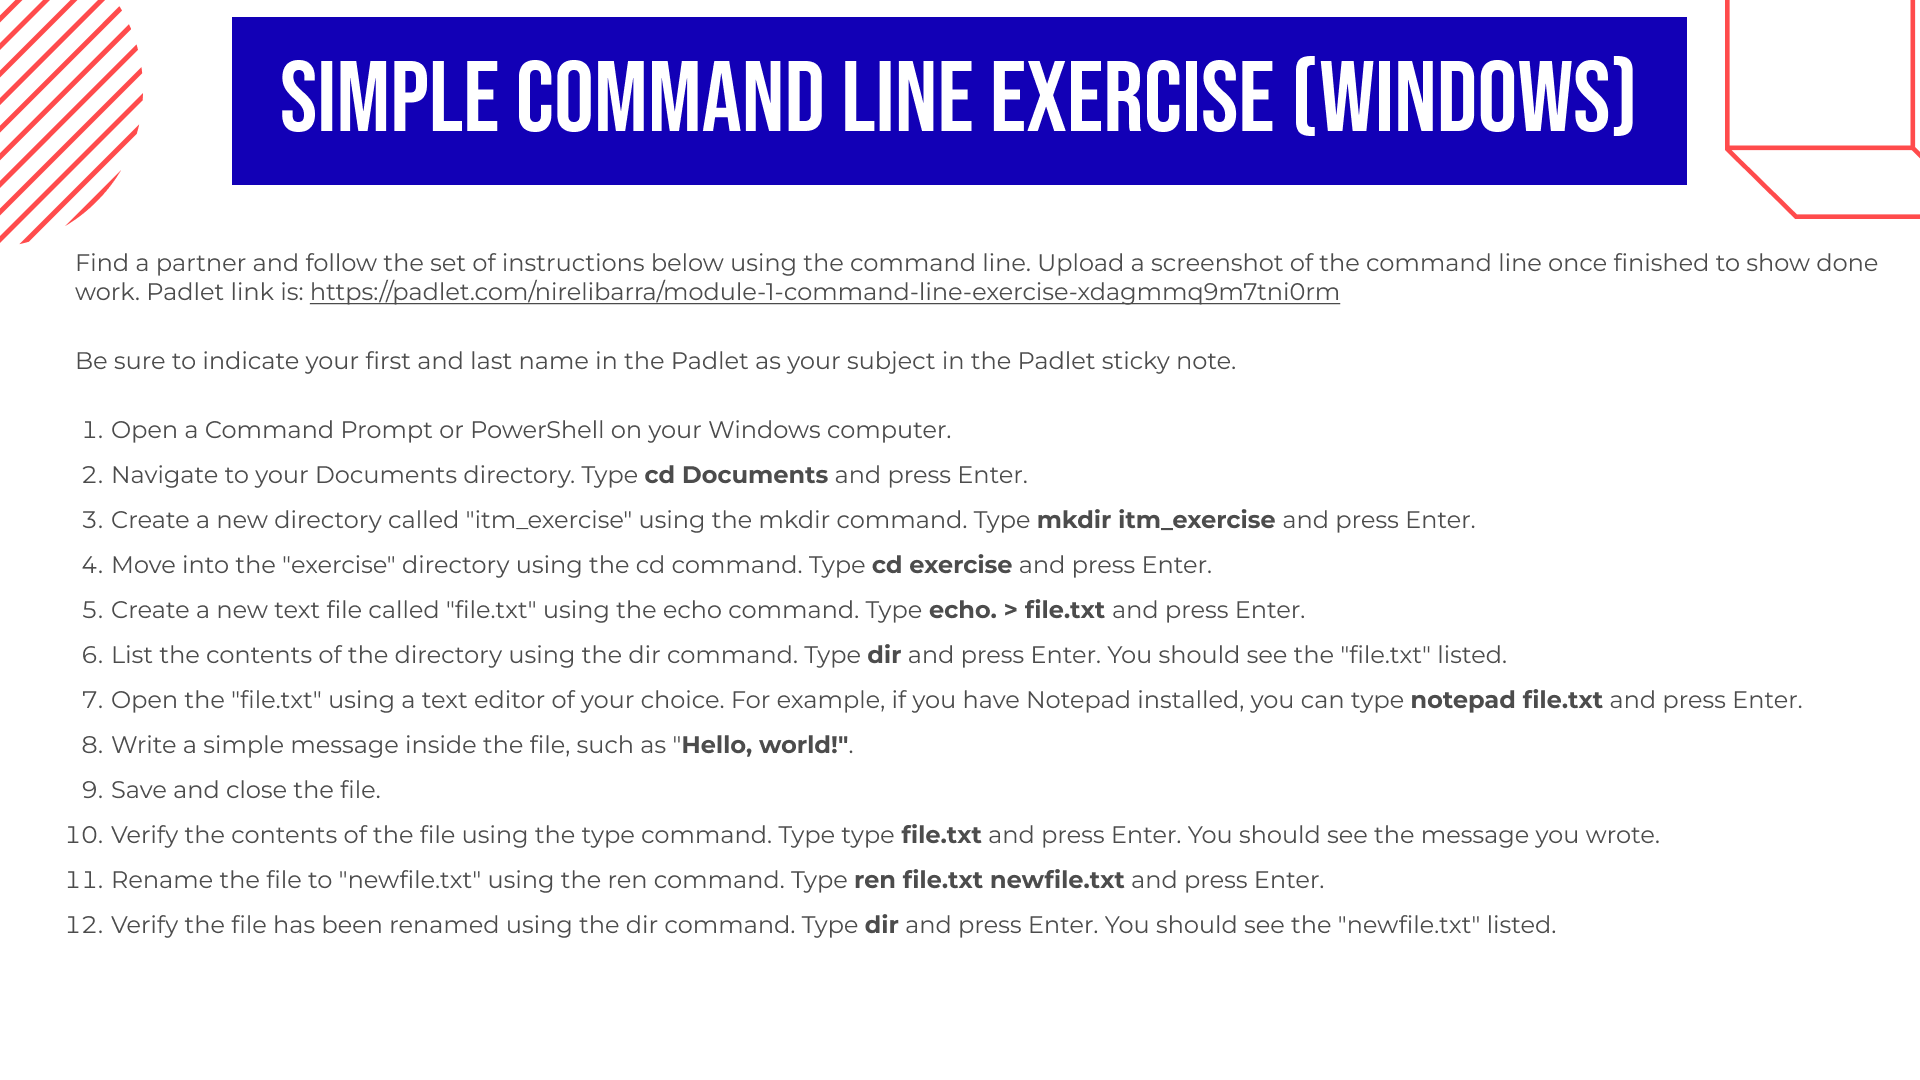 SIMPLE COMMAND LINE EXERCISE (WINDOWS)
Find a partner and follow the set of instructions below using the command line. Upload a screenshot of the command line once finished to show done
work. Padlet link is: https://padlet.com/nirelibarra/module-1-command-line-exercise-xdagmmq9m7tni0rm
Be sure to indicate your first and last name in the Padlet as your subject in the Padlet sticky note.
1. Open a Command Prompt or PowerShell on your Windows computer.
2. Navigate to your Documents directory. Type cd Documents and press Enter.
3. Create a new directory called "itm_exercise" using the mkdir command. Type mkdir itm_exercise and press Enter.
4. Move into the "exercise" directory using the cd command. Type cd exercise and press Enter.
5. Create a new text file called "file.txt" using the echo command. Type echo. > file.txt and press Enter.
6. List the contents of the directory using the dir command. Type dir and press Enter. You should see the "file.txt" listed.
7. Open the "file.txt" using a text editor of your choice. For example, if you have Notepad installed, you can type notepad file.txt and press Enter.
8. Write a simple message inside the file, such as "Hello, world!".
9. Save and close the file.
10. Verify the contents of the file using the type command. Type type file.txt and press Enter. You should see the message you wrote.
11. Rename the file to "newfile.txt" using the ren command. Type ren file.txt newfile.txt and press Enter.
12. Verify the file has been renamed using the dir command. Type dir and press Enter. You should see the "newfile.txt" listed.